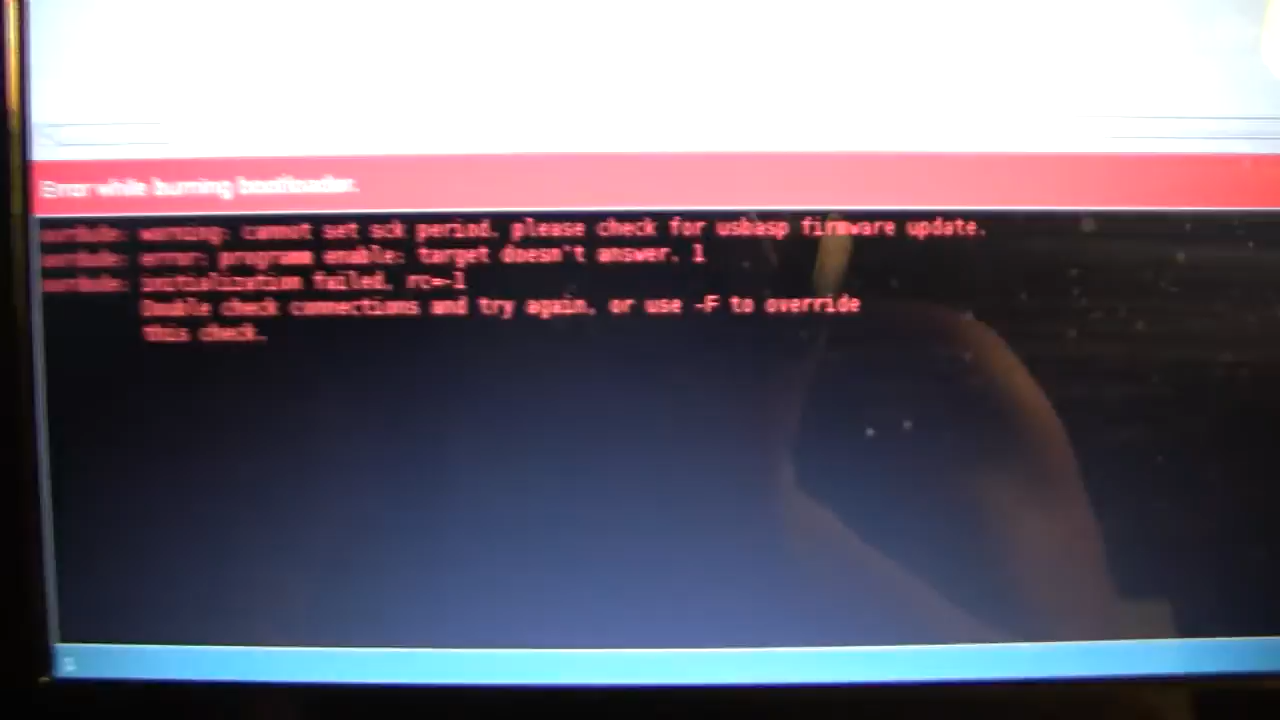 Error while burning bootloader.
avrdude: warning: cannot set sck period. please check for usbasp firmware update.
avrdude: error: program enable: target doesn't answer. 1
avrdude: initialization failed, rc=-1
Double check connections and try again, or use -F to override
this check.